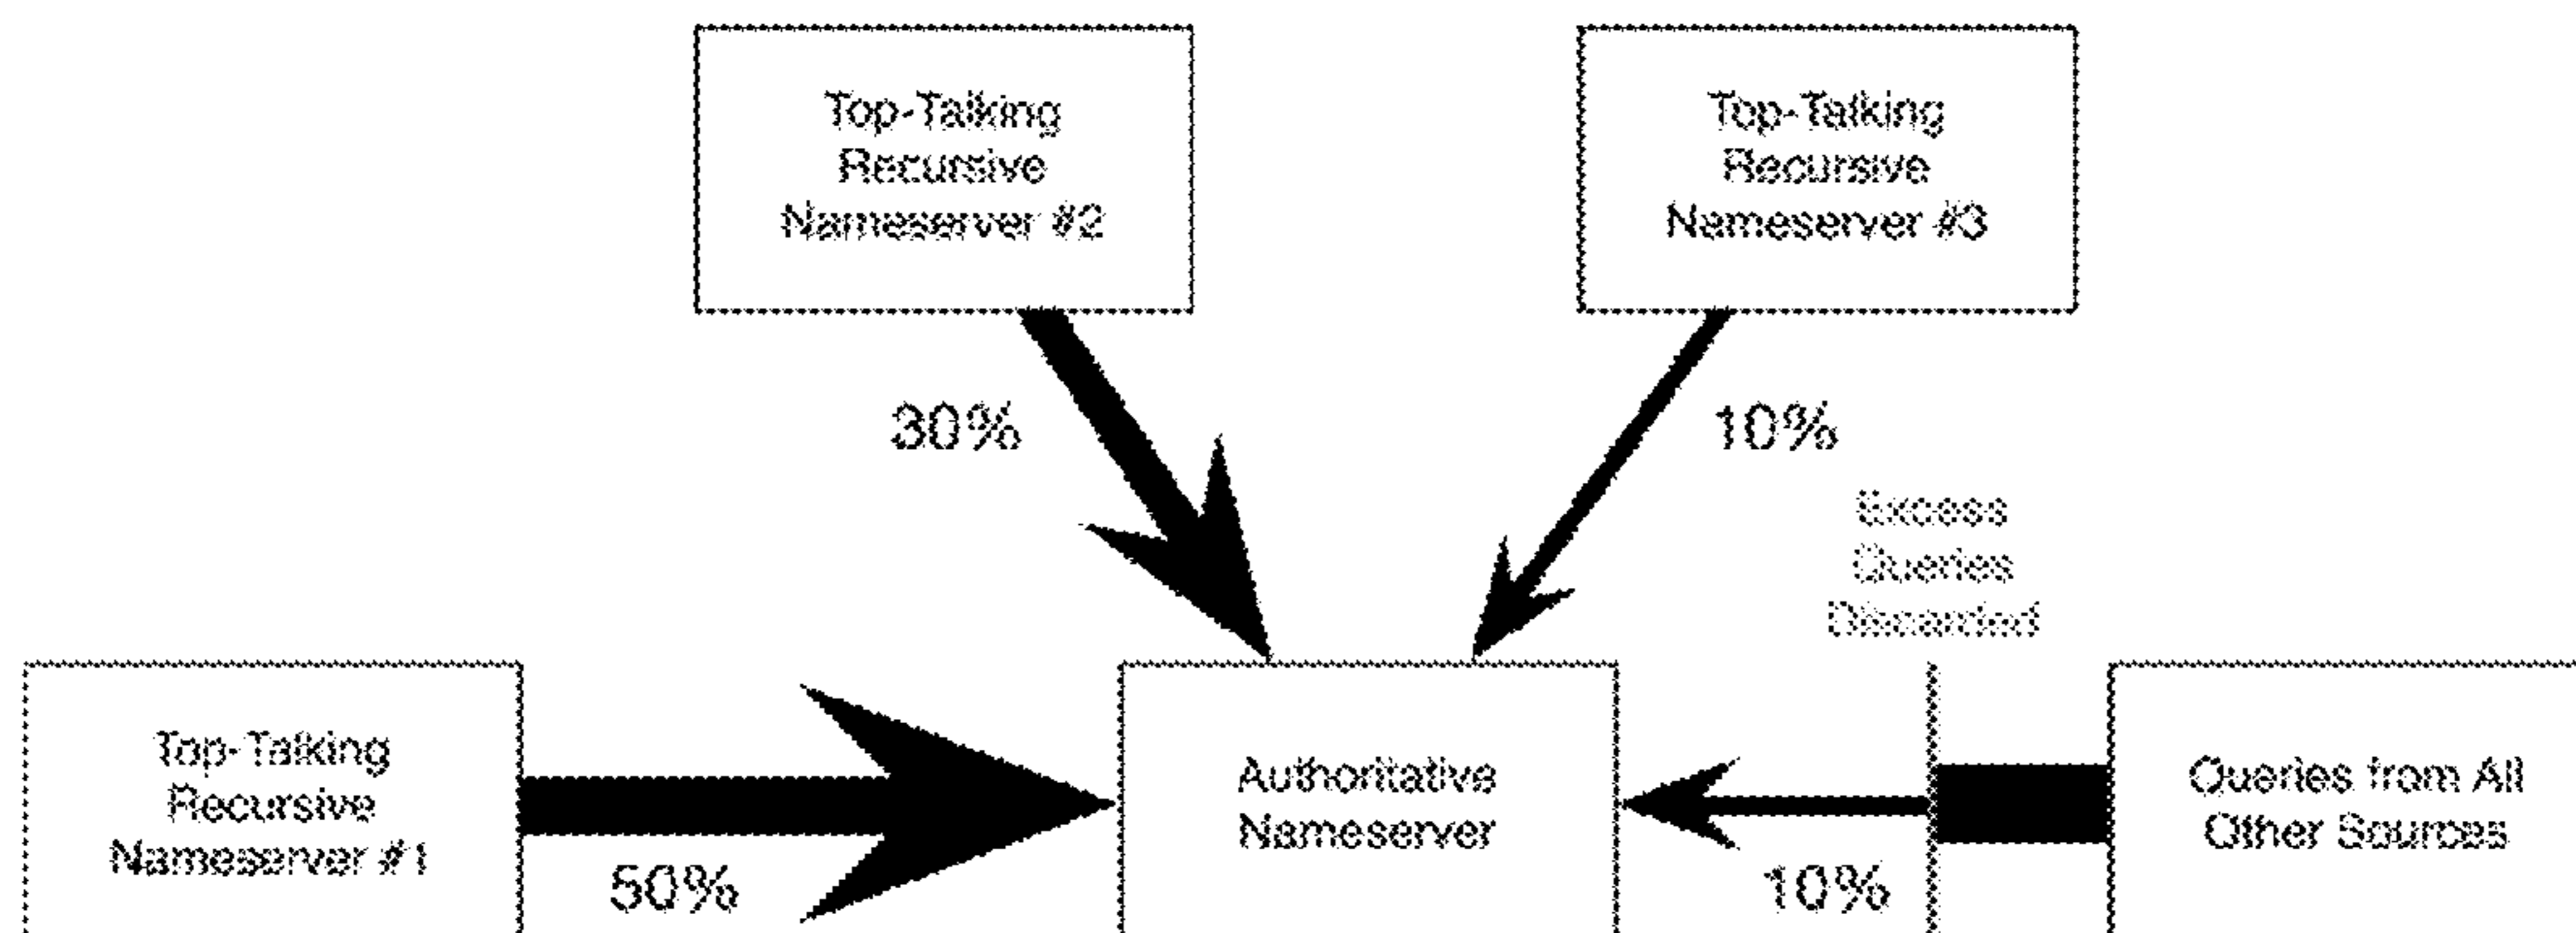 Top-Talking
Recursive
Nameserver #2
Top-Talking
Recursive
Nameserver #3
30%
10%
Excess
Queries
Discarded
Top-Talking
Recursive
Nameserver #1
50%
Authoritative
Nameserver
10%
Queries from All
Other Sources